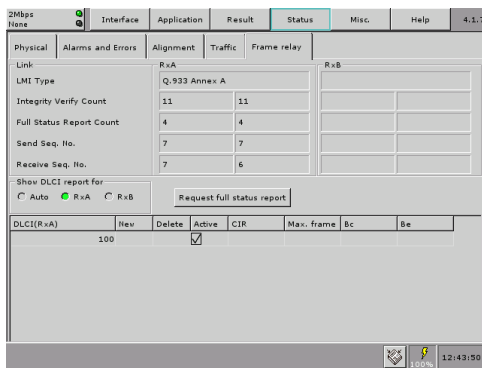 2Mbps
None
Interface Application Result Status Misc. Help 4.1.7
Physical Alarms and Errors Alignment Traffic Frame relay
Link RxA RxB
LMI Type Q.933 Annex A
Integrity Verify Count 11 11
Full Status Report Count 4 4
Send Seq. No. 7 7
Receive Seq. No. 7 6
Show DLCI report for
Auto RxA RxB Request full status report
DLCI(RxA) New Delete Active CIR Max. frame Bc Be
100
100% 12:43:50